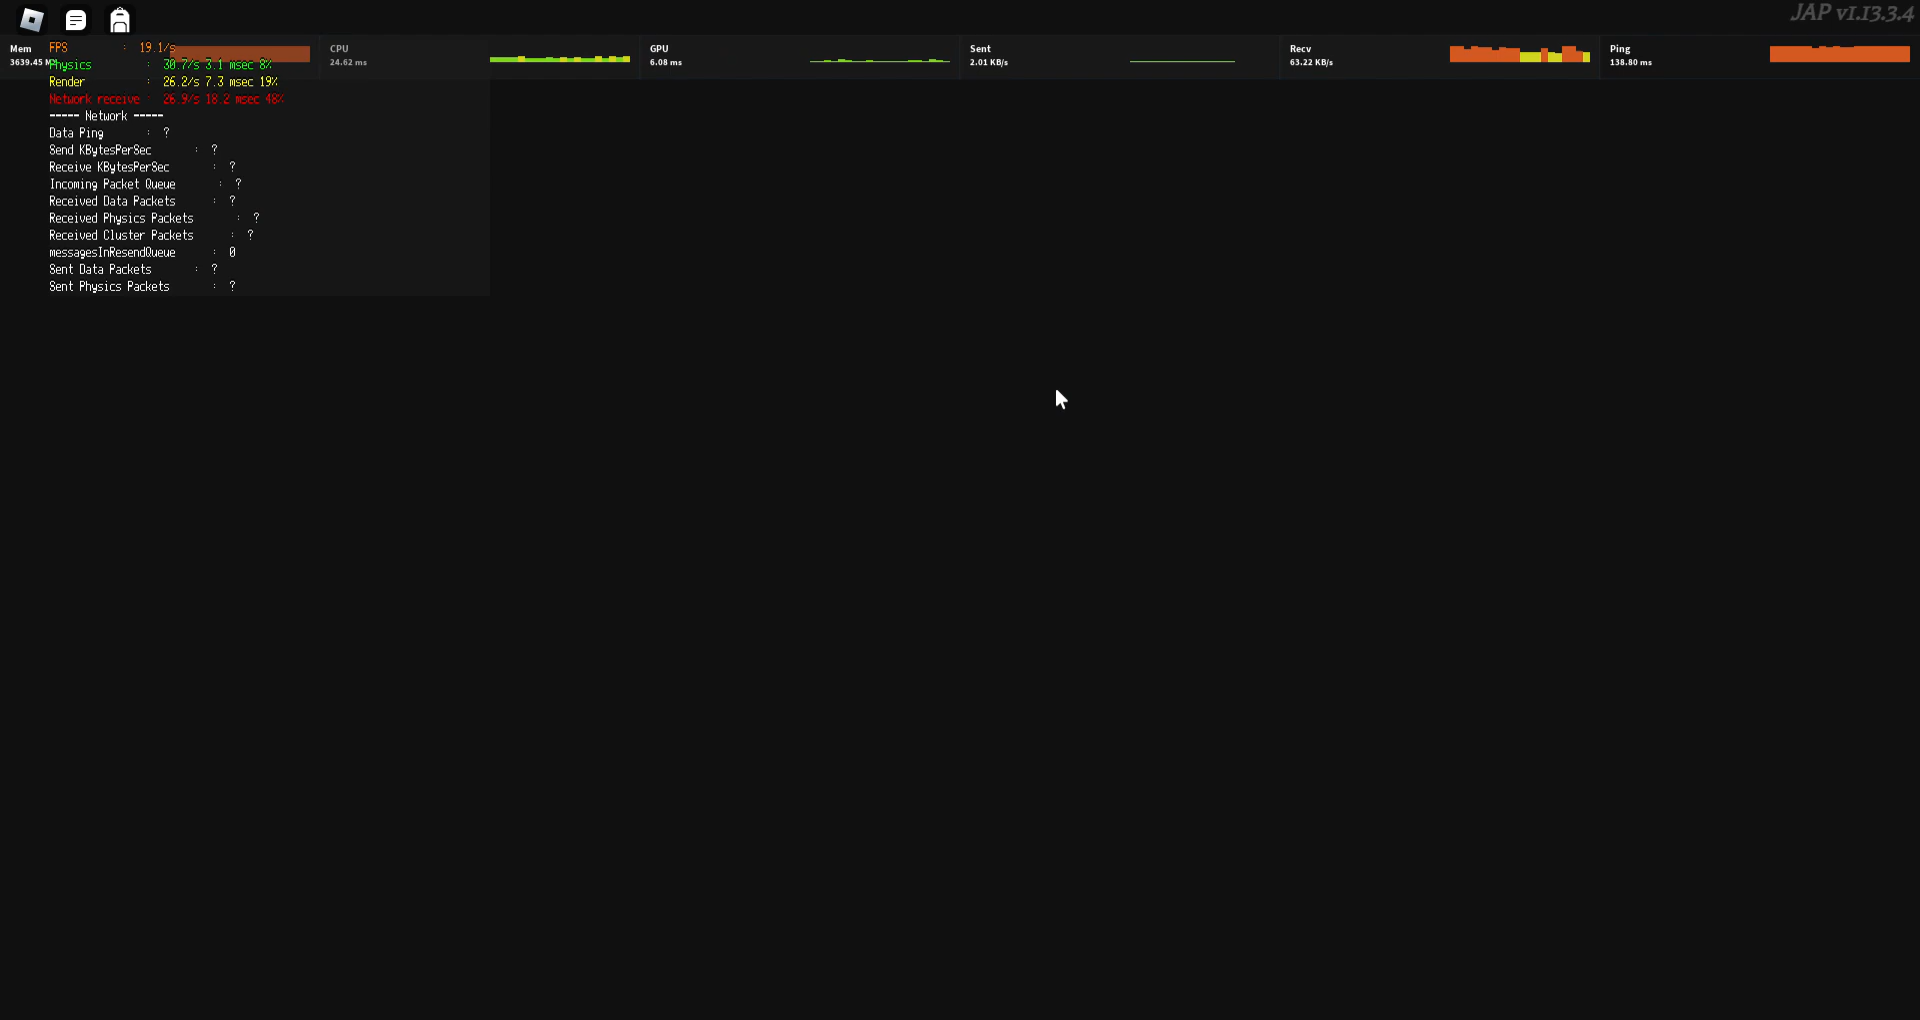 JAP v1.13.3.4
Mem
3639.45 M
CPU
24.62 ms
GPU
6.08 ms
Sent
2.01 KB/s
Recv
63.22 KB/s
Ping
138.80 ms
FPS : 19.1/s
Physics : 30.7/s 3.1 msec 8%
Render : 26.2/s 7.3 msec 19%
Network receive : 26.9/s 18.2 msec 48%
----- Network -----
Data Ping : ?
Send KBytesPerSec : ?
Receive KBytesPerSec : ?
Incoming Packet Queue : ?
Received Data Packets : ?
Received Physics Packets : ?
Received Cluster Packets : ?
messagesInResendQueue : 0
Sent Data Packets : ?
Sent Physics Packets : ?